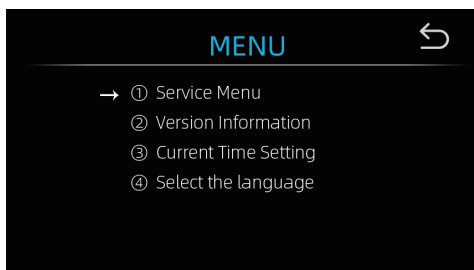 MENU
→ ① Service Menu
② Version Information
③ Current Time Setting
④ Select the language